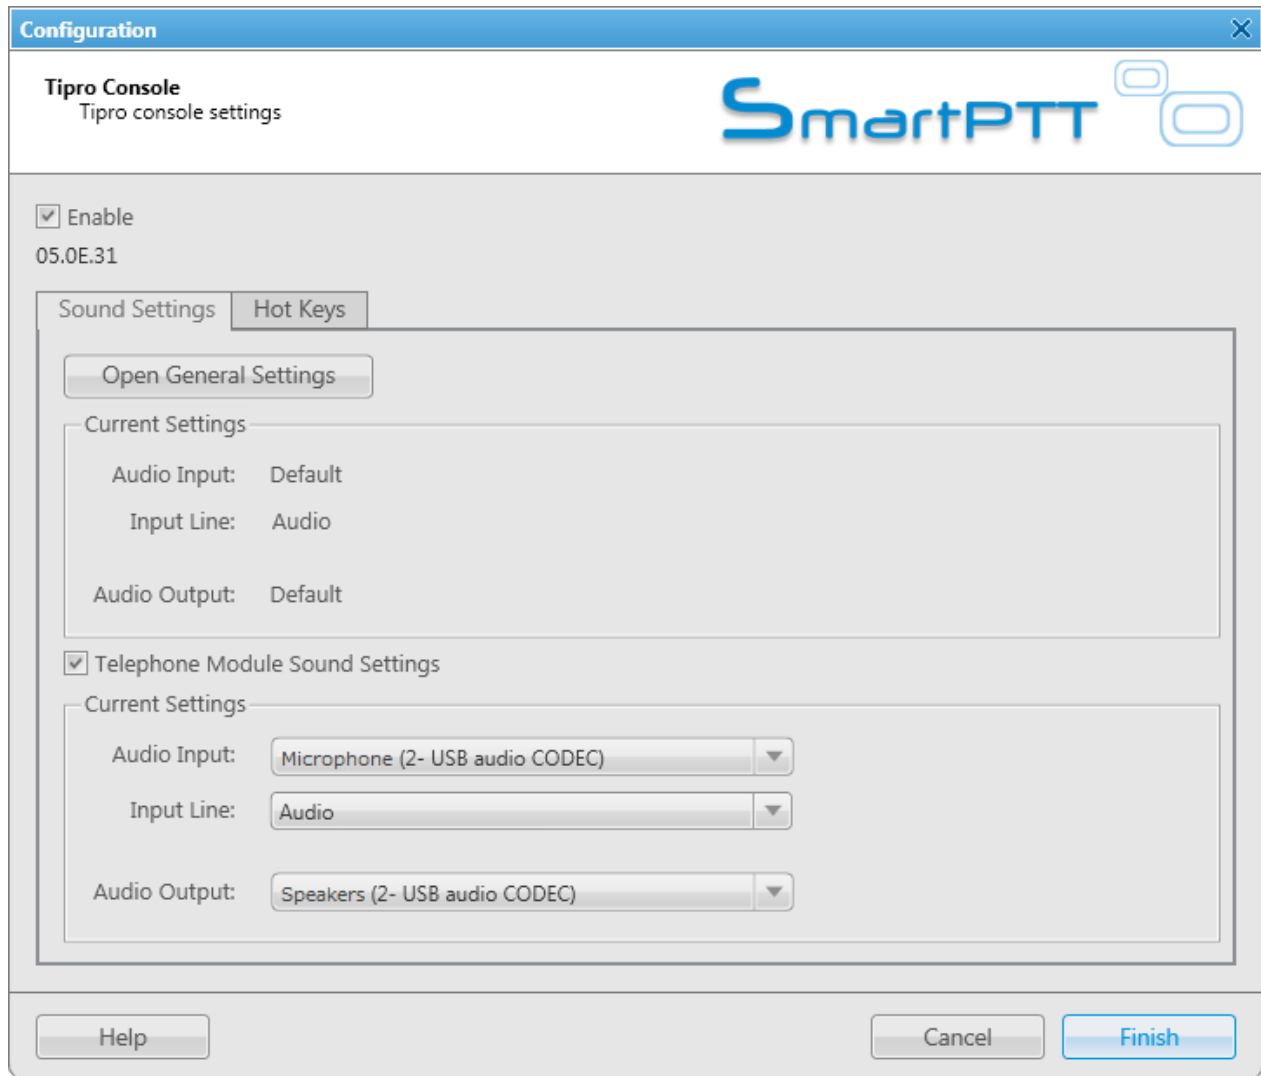 Configuration
Tipro Console
Tipro console settings
SmartPTT
Enable
05.0E.31
Sound Settings Hot Keys
Open General Settings
Current Settings
Audio Input: Default
Input Line: Audio
Audio Output: Default
Telephone Module Sound Settings
Current Settings
Audio Input: Microphone (2- USB audio CODEC)
Input Line: Audio
Audio Output: Speakers (2- USB audio CODEC)
Help Cancel Finish